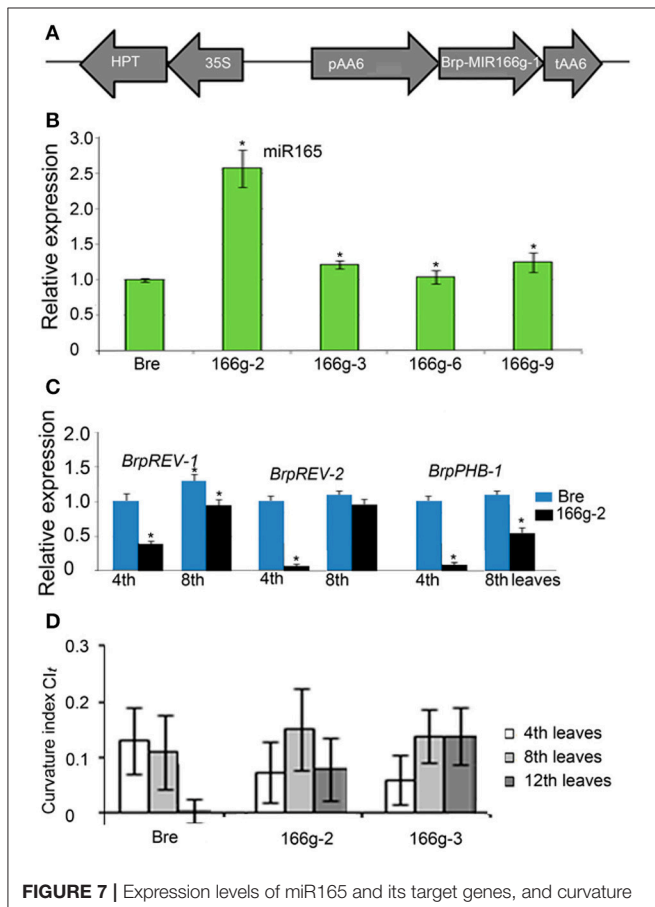 A
HPT 35S pAA6 Brp-MIR166g-1 tAA6
B
Relative expression
3.0
2.5
2.0
1.5
1.0
0.5
0
* miR165
* * *
Bre 166g-2 166g-3 166g-6 166g-9
C
Relative expression
2.0
1.5
1.0
0.5
0
BrpREV-1 BrpREV-2 BrpPHB-1
* * * * * *
Bre
166g-2
4th 8th 4th 8th 4th 8th leaves
D
Curvature index CIt
0.3
0.2
0.1
0
4th leaves
8th leaves
12th leaves
Bre 166g-2 166g-3
FIGURE 7 | Expression levels of miR165 and its target genes, and curvature